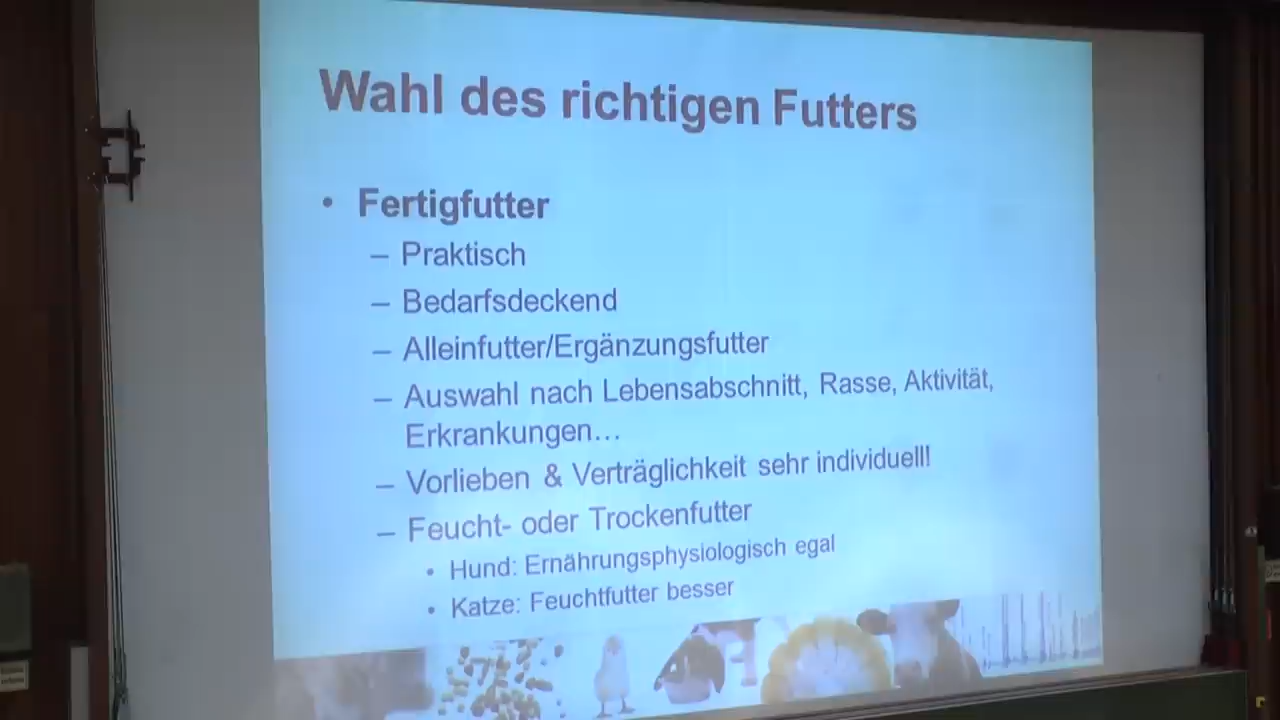 Wahl des richtigen Futters
• Fertigfutter
– Praktisch
– Bedarfsdeckend
– Alleinfutter/Ergänzungsfutter
– Auswahl nach Lebensabschnitt, Rasse, Aktivität,
Erkrankungen...
– Vorlieben & Verträglichkeit sehr individuell!
– Feucht- oder Trockenfutter
• Hund: Ernährungsphysiologisch egal
• Katze: Feuchtfutter besser